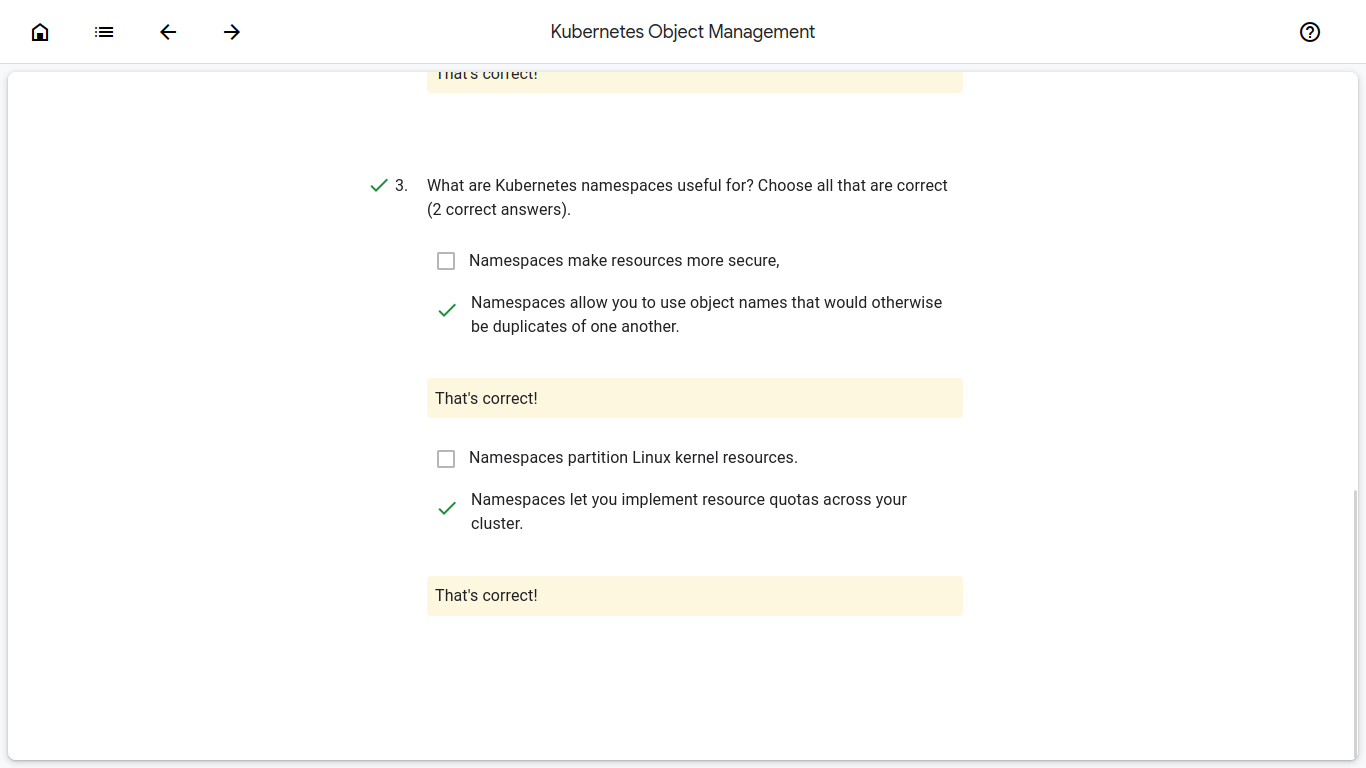 Kubernetes Object Management
That's correct!
3. What are Kubernetes namespaces useful for? Choose all that are correct
(2 correct answers).
Namespaces make resources more secure,
Namespaces allow you to use object names that would otherwise
be duplicates of one another.
That's correct!
Namespaces partition Linux kernel resources.
Namespaces let you implement resource quotas across your
cluster.
That's correct!